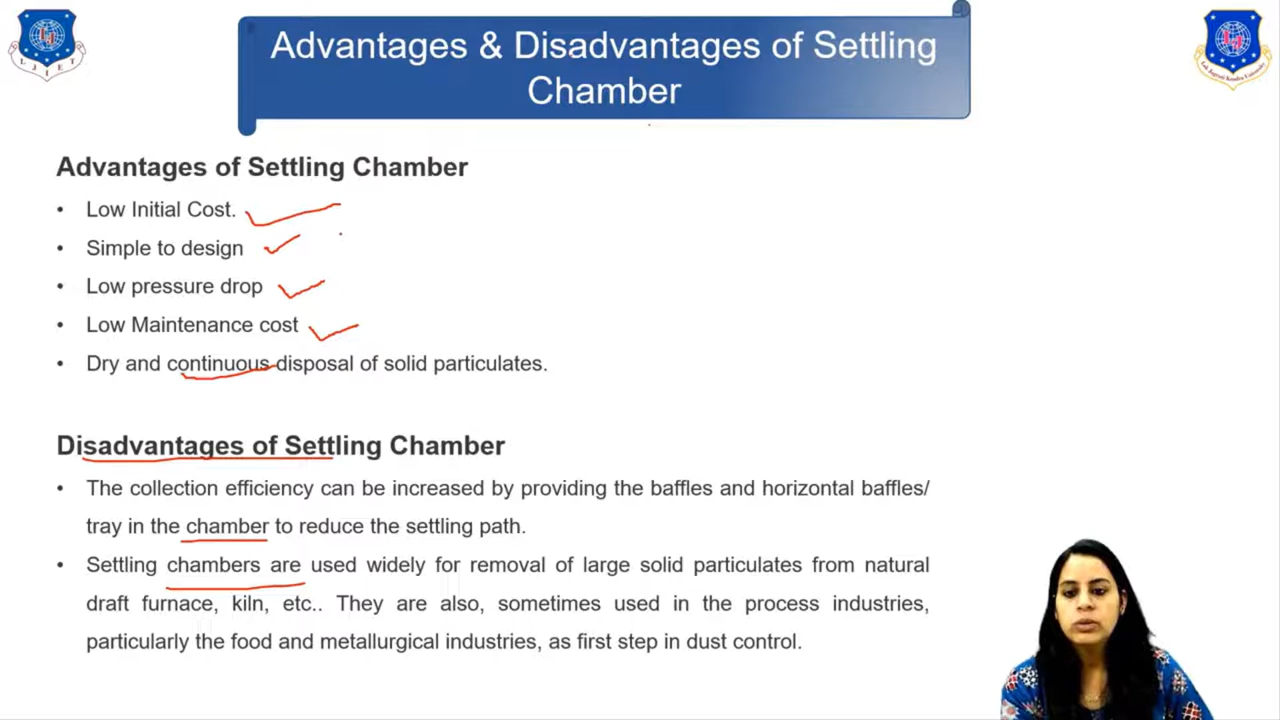 Advantages & Disadvantages of Settling
Chamber
LJIET
Advantages of Settling Chamber
• Low Initial Cost.
• Simple to design
• Low pressure drop
• Low Maintenance cost
• Dry and continuous disposal of solid particulates.
Disadvantages of Settling Chamber
• The collection efficiency can be increased by providing the baffles and horizontal baffles/
tray in the chamber to reduce the settling path.
• Settling chambers are used widely for removal of large solid particulates from natural
draft furnace, kiln, etc.. They are also, sometimes used in the process industries,
particularly the food and metallurgical industries, as first step in dust control.